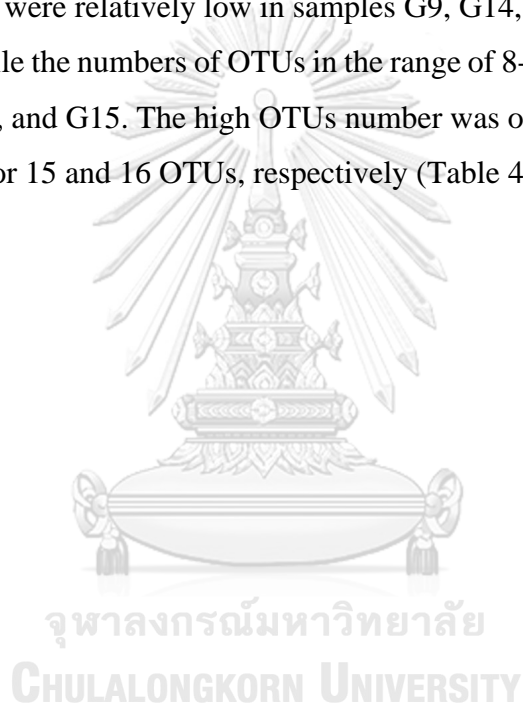 were relatively low in samples G9, G14,
le the numbers of OTUs in the range of 8-
, and G15. The high OTUs number was o
or 15 and 16 OTUs, respectively (Table 4
จุฬาลงกรณ์มหาวิทยาลัย
CHULALONGKORN UNIVERSITY